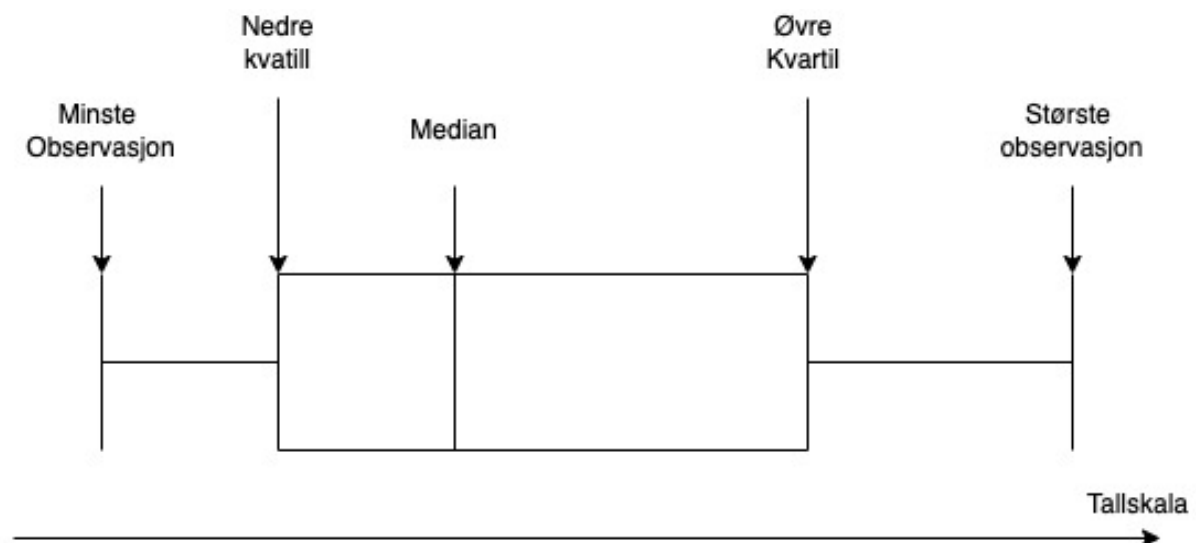 Nedre
kvatill
Øvre
Kvartil
Minste
Observasjon
Median
Største
observasjon
Tallskala